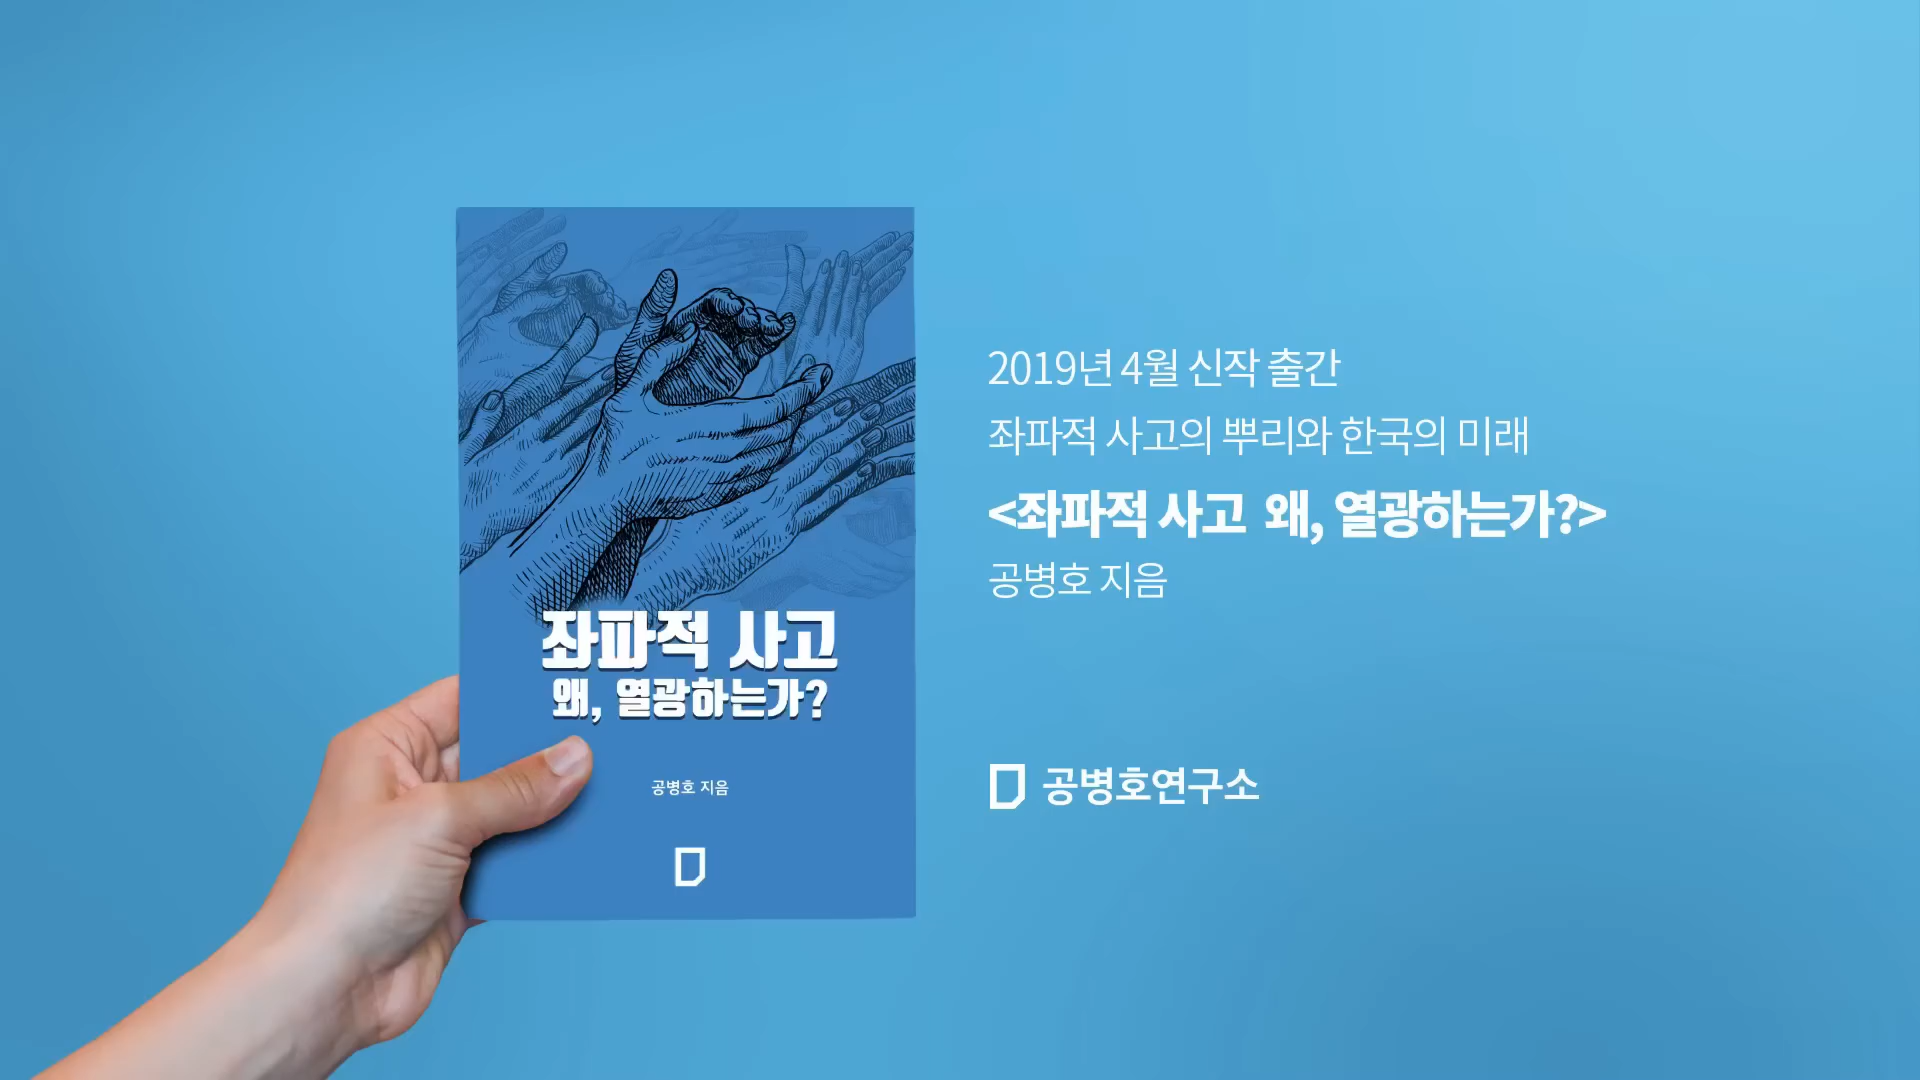 좌파적 사고
왜, 열광하는가?
공병호 지음
2019년 4월 신작 출간
좌파적 사고의 뿌리와 한국의 미래
<좌파적 사고 왜, 열광하는가?>
공병호 지음
공병호연구소